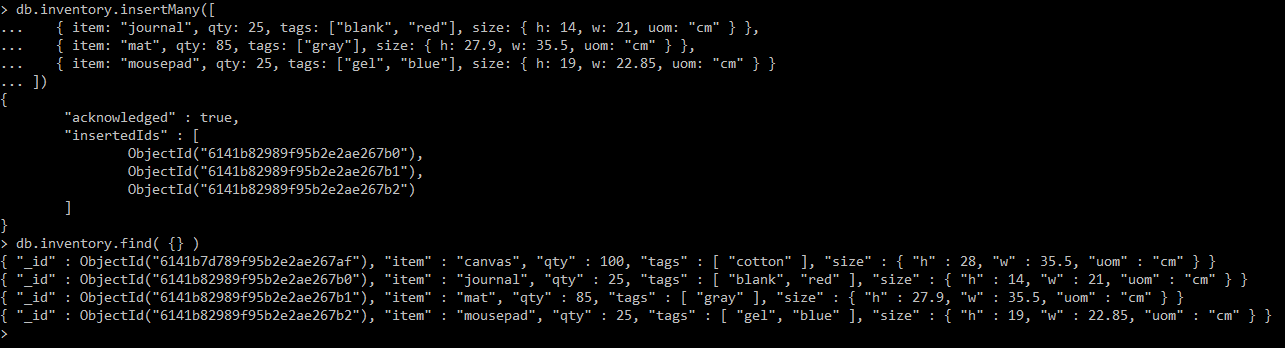 > db.inventory.insertMany([
...    { item: "journal", qty: 25, tags: ["blank", "red"], size: { h: 14, w: 21, uom: "cm" } },
...    { item: "mat", qty: 85, tags: ["gray"], size: { h: 27.9, w: 35.5, uom: "cm" } },
...    { item: "mousepad", qty: 25, tags: ["gel", "blue"], size: { h: 19, w: 22.85, uom: "cm" } }
... ])
{
        "acknowledged" : true,
        "insertedIds" : [
                ObjectId("6141b82989f95b2e2ae267b0"),
                ObjectId("6141b82989f95b2e2ae267b1"),
                ObjectId("6141b82989f95b2e2ae267b2")
        ]
}
> db.inventory.find( {} )
{ "_id" : ObjectId("6141b7d789f95b2e2ae267af"), "item" : "canvas", "qty" : 100, "tags" : [ "cotton" ], "size" : { "h" : 28, "w" : 35.5, "uom" : "cm" } }
{ "_id" : ObjectId("6141b82989f95b2e2ae267b0"), "item" : "journal", "qty" : 25, "tags" : [ "blank", "red" ], "size" : { "h" : 14, "w" : 21, "uom" : "cm" } }
{ "_id" : ObjectId("6141b82989f95b2e2ae267b1"), "item" : "mat", "qty" : 85, "tags" : [ "gray" ], "size" : { "h" : 27.9, "w" : 35.5, "uom" : "cm" } }
{ "_id" : ObjectId("6141b82989f95b2e2ae267b2"), "item" : "mousepad", "qty" : 25, "tags" : [ "gel", "blue" ], "size" : { "h" : 19, "w" : 22.85, "uom" : "cm" } }
>